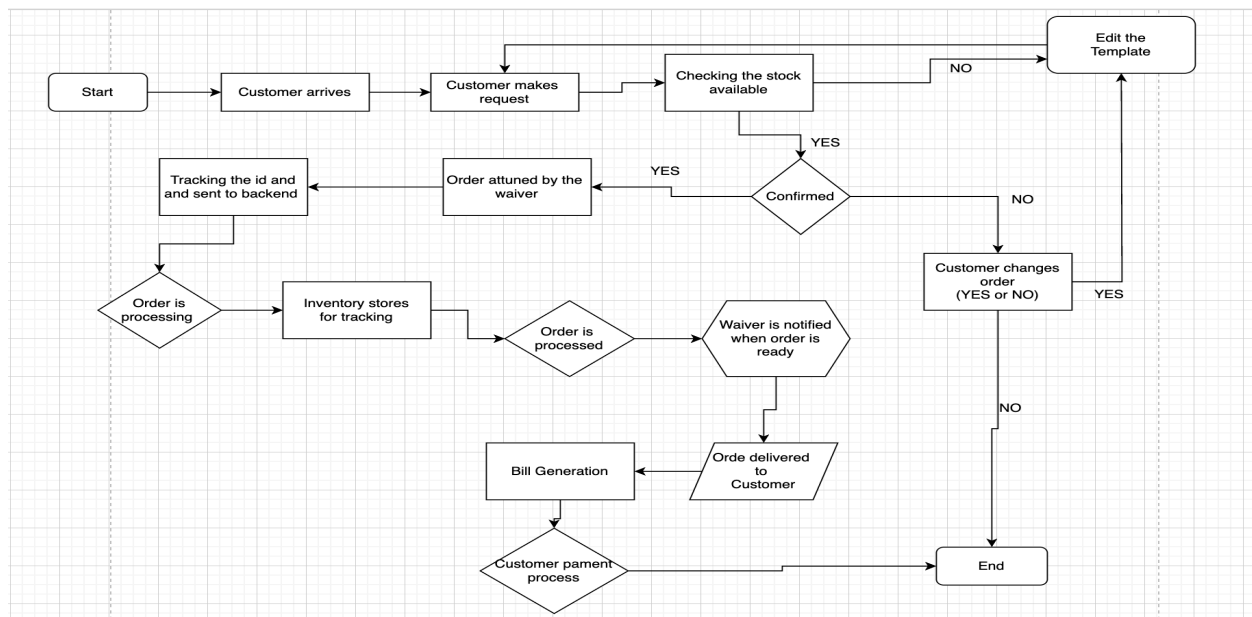 Edit the
Template
Start
Customer arrives
Customer makes
request
Checking the stock
available
NO
YES
Tracking the id and
and sent to backend
Order attuned by the
waiver
YES
Confirmed
NO
Customer changes
order
(YES or NO)
YES
Order is
processing
Inventory stores
for tracking
Order is
processed
Waiver is notified
when order is
ready
NO
Bill Generation
Orde delivered
to
Customer
Customer pament
process
End